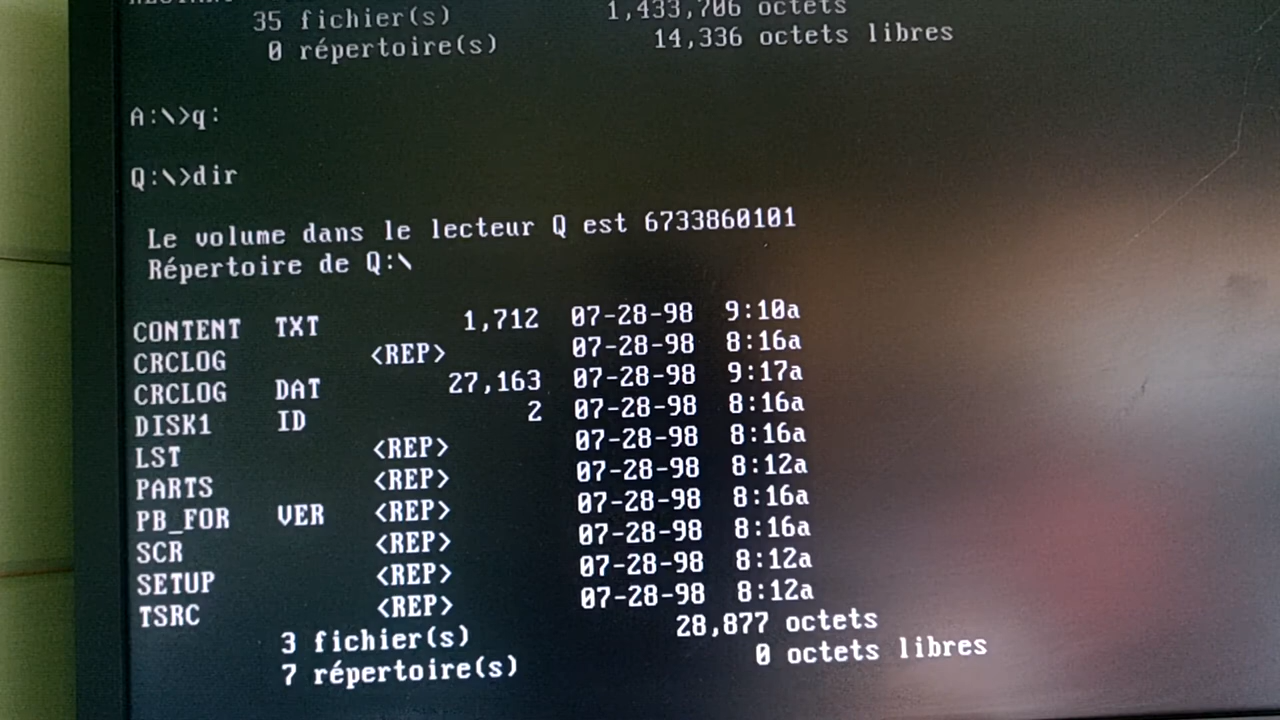 35 fichier(s) 1,433,706 octets
0 répertoire(s) 14,336 octets libres
A:\>q:
Q:\>dir
Le volume dans le lecteur Q est 6733860101
Répertoire de Q:\
CONTENT TXT 1,712 07-28-98 9:10a
CRCLOG <REP> 07-28-98 8:16a
CRCLOG DAT 27,163 07-28-98 9:17a
DISK1 ID 2 07-28-98 8:16a
LST <REP> 07-28-98 8:16a
PARTS <REP> 07-28-98 8:12a
PB_FOR VER <REP> 07-28-98 8:16a
SCR <REP> 07-28-98 8:16a
SETUP <REP> 07-28-98 8:12a
TSRC <REP> 07-28-98 8:12a
3 fichier(s) 28,877 octets
7 répertoire(s) 0 octets libres